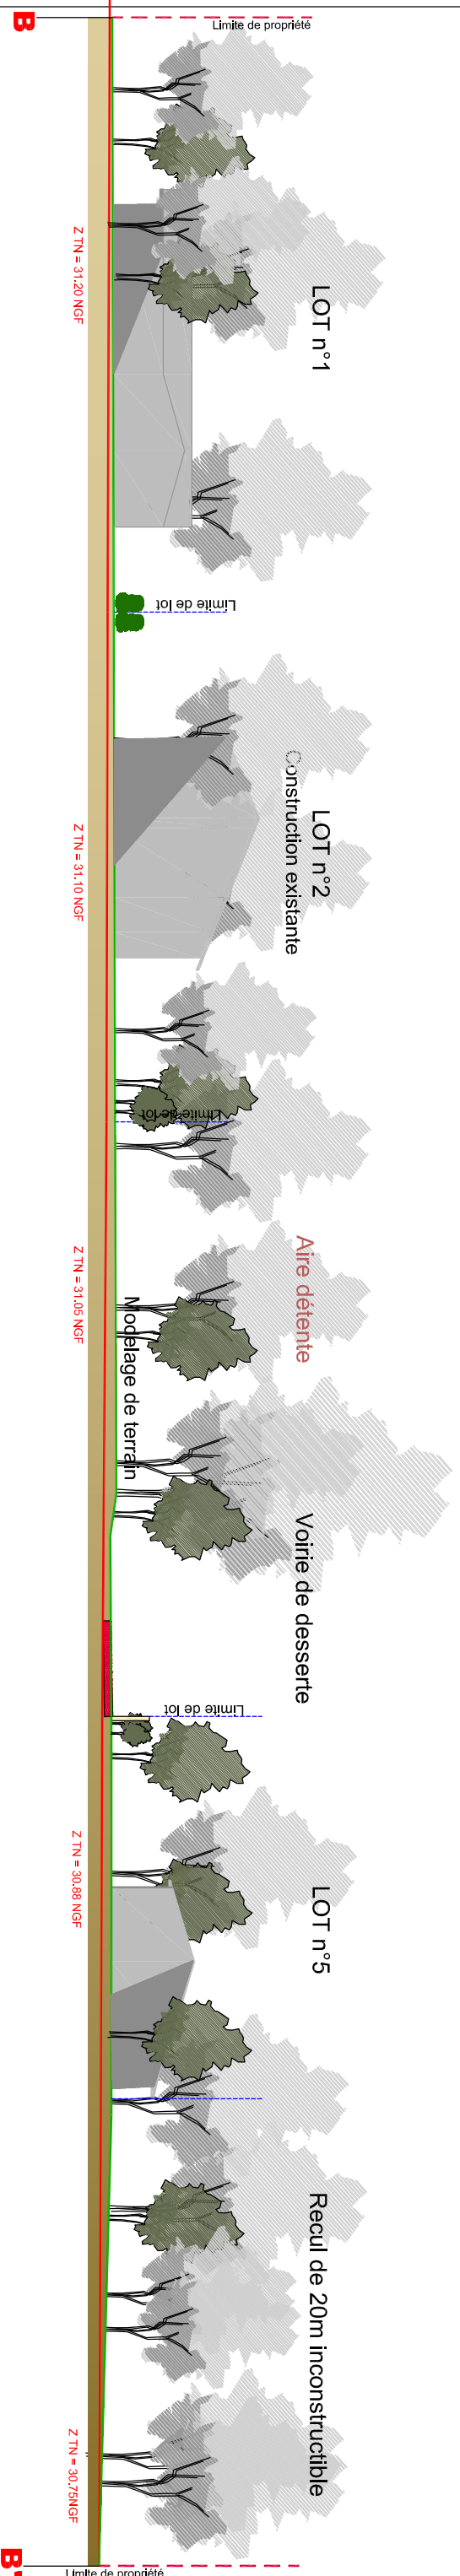 B
Limite de propriété
Z TN = 31.20 NGF
LOT n°1
Limite de lot
LOT n°2
Construction existante
Z TN = 31.10 NGF
Limite de lot
Aire détente
Z TN = 31.05 NGF
Modelage de terrain
Voirie de desserte
Limite de lot
Z TN = 30.88 NGF
LOT n°5
Recul de 20m inconstructible
Z TN = 30.75NGF
B'
Limite de propriété